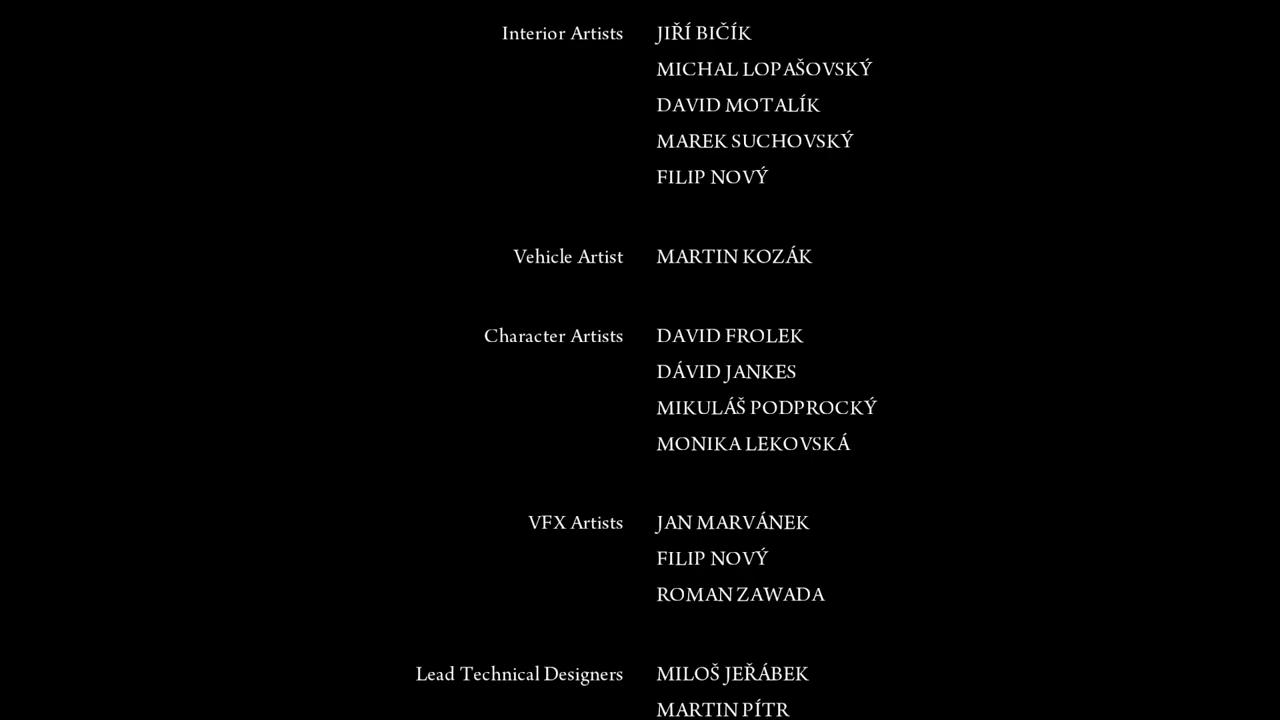 Interior Artists JIŘÍ BIČÍK
MICHAL LOPAŠOVSKÝ
DAVID MOTALÍK
MAREK SUCHOVSKÝ
FILIP NOVÝ
Vehicle Artist MARTIN KOZÁK
Character Artists DAVID FROLEK
DÁVID JANKES
MIKULÁŠ PODPROCKÝ
MONIKA LEKOVSKÁ
VFX Artists JAN MARVÁNEK
FILIP NOVÝ
ROMAN ZAWADA
Lead Technical Designers MILOŠ JEŘÁBEK
MARTIN PÍTR